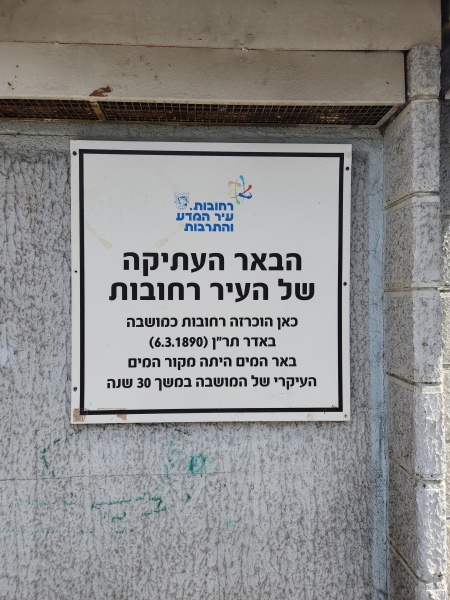 רחובות.
עיר המדע
והתרבות
הבאר העתיקה
של העיר רחובות
כאן הוכרזה רחובות כמושבה
באדר תר"ן (6.3.1890)
באר המים היתה מקור המים
העיקרי של המושבה במשך 30 שנה